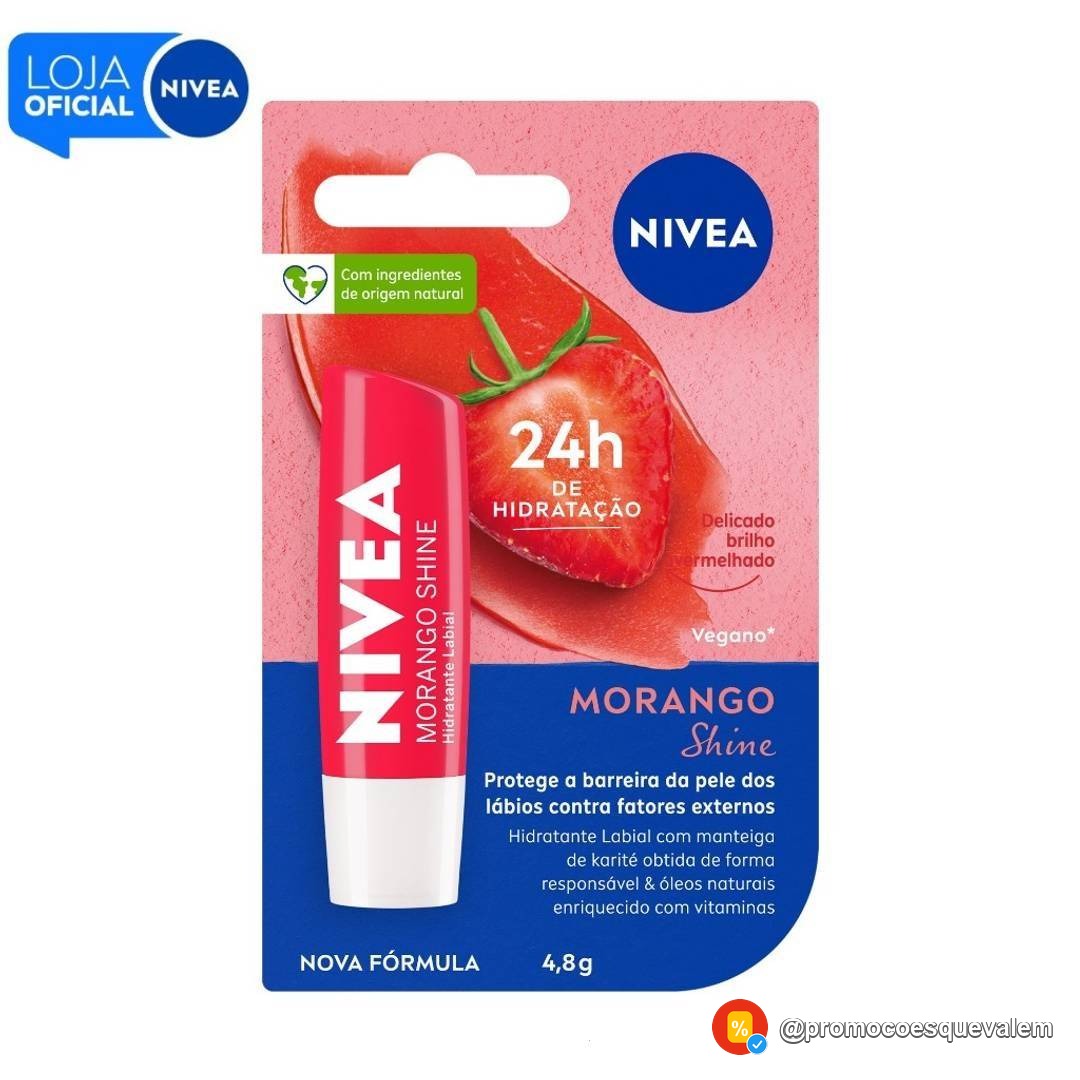 LOJA
OFICIAL
NIVEA
NIVEA
Com ingredientes
de origem natural
24h
DE
HIDRATAÇÃO
Delicado
brilho
vermelhado
Vegano*
NIVEA
MORANGO SHINE
Hidratante Labial
MORANGO
Shine
Protege a barreira da pele dos
lábios contra fatores externos
Hidratante Labial com manteiga
de karité obtida de forma
responsável & óleos naturais
enriquecido com vitaminas
NOVA FÓRMULA
4,8g
%
@promocoesquevalem